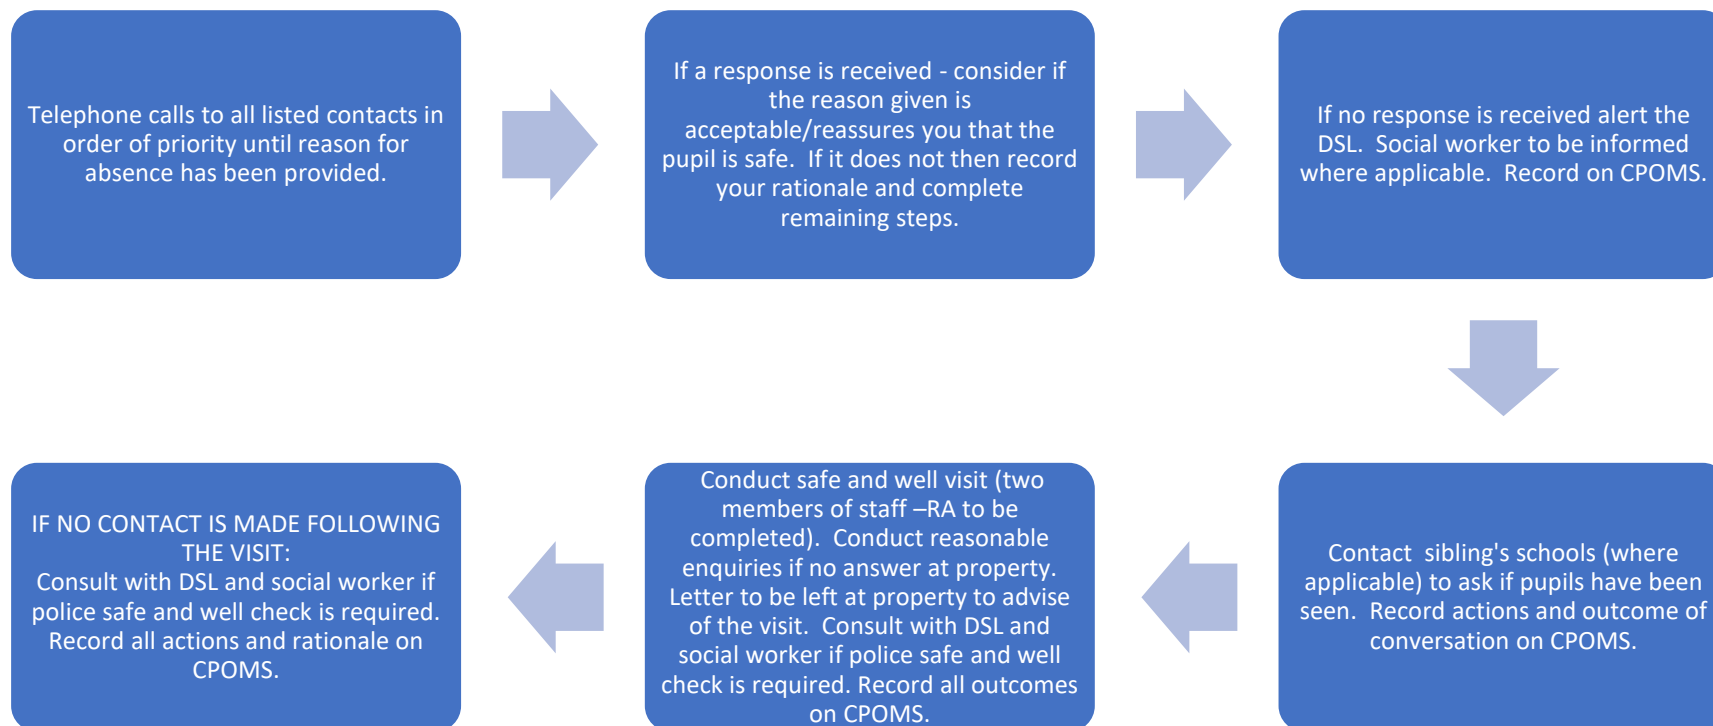 Telephone calls to all listed contacts in
order of priority until reason for
absence has been provided.
If a response is received - consider if
the reason given is
acceptable/reassures you that the
pupil is safe.  If it does not then record
your rationale and complete
remaining steps.
If no response is received alert the
DSL.  Social worker to be informed
where applicable.  Record on CPOMS.
Contact  sibling's schools (where
applicable) to ask if pupils have been
seen.  Record actions and outcome of
conversation on CPOMS.
Conduct safe and well visit (two
members of staff –RA to be
completed).  Conduct reasonable
enquiries if no answer at property.
Letter to be left at property to advise
of the visit.  Consult with DSL and
social worker if police safe and well
check is required. Record all outcomes
on CPOMS.
IF NO CONTACT IS MADE FOLLOWING
THE VISIT:
Consult with DSL and social worker if
police safe and well check is required.
Record all actions and rationale on
CPOMS.